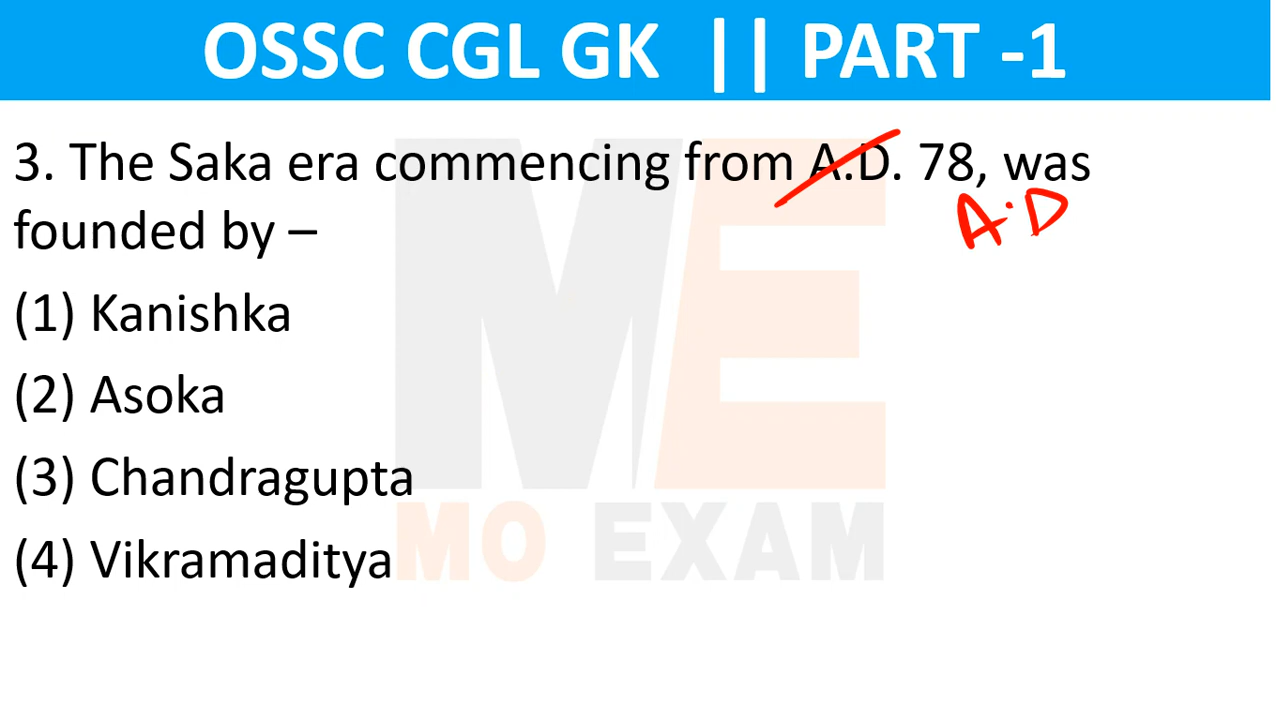 OSSC CGL GK || PART -1
3. The Saka era commencing from A.D. 78, was
A.D
founded by –
(1) Kanishka
(2) Asoka
(3) Chandragupta
(4) Vikramaditya
ME
MO EXAM